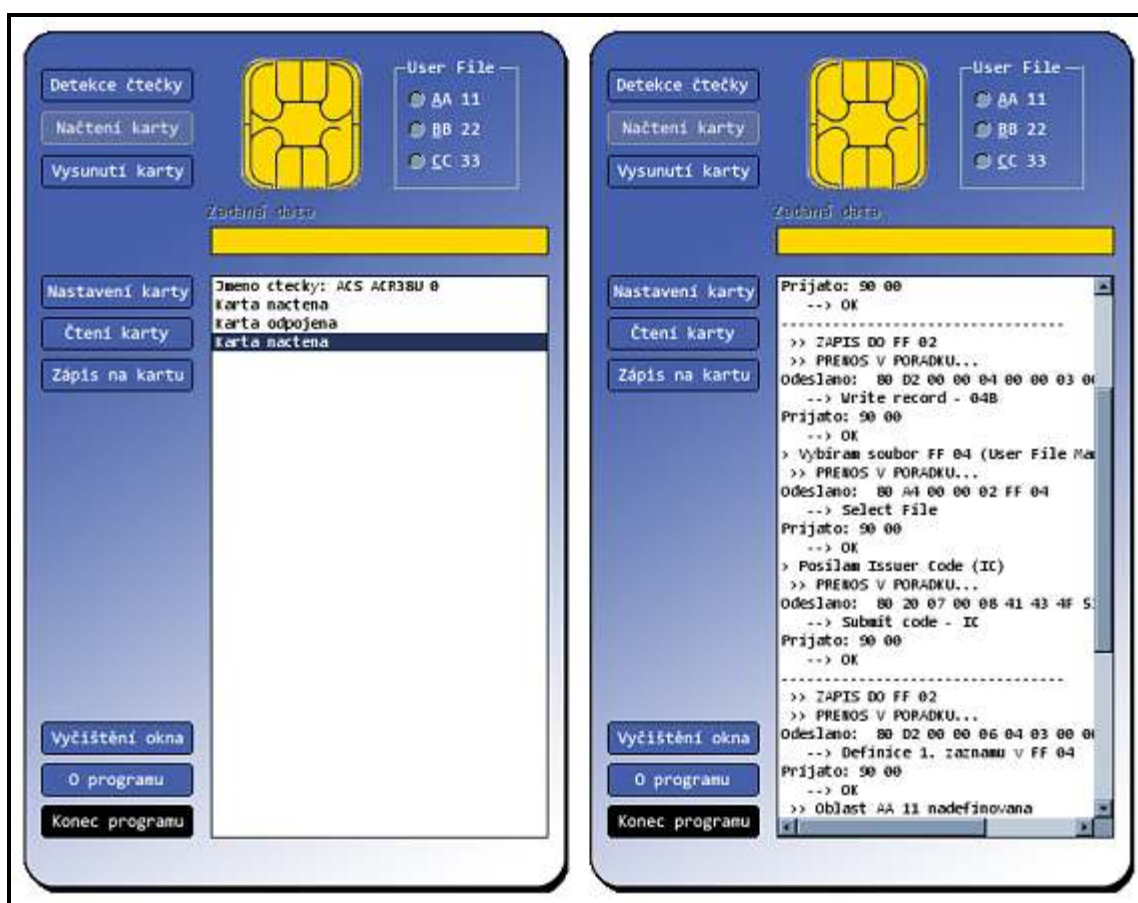 Detekce čtečky
Načtení karty
Vysunutí karty
User File
AA 11
BB 22
CC 33
Zadaná data
Nastavení karty
Čtení karty
Zápis na kartu
Jmeno ctecky: ACS ACR38U 0
Karta nactena
Karta odpojena
Karta nactena
Vyčištění okna
O programu
Konec programu
Detekce čtečky
Načtení karty
Vysunutí karty
User File
AA 11
BB 22
CC 33
Zadaná data
Nastavení karty
Čtení karty
Zápis na kartu
Prijato: 90 00
--> OK
---------------------------------
>> ZAPIS DO FF 02
>> PRENOS V PORADKU...
Odeslano: 80 D2 00 00 04 00 00 03
--> Write record - 04B
Prijato: 90 00
--> OK
> Vybiram soubor FF 04 (User File
>> PRENOS V PORADKU...
Odeslano: 80 A4 00 00 02 FF 04
--> Select File
Prijato: 90 00
--> OK
> Posilam Issuer Code (IC)
>> PRENOS V PORADKU...
Odeslano: 80 20 07 00 08 41 43 4F
--> Submit code - IC
Prijato: 90 00
--> OK
---------------------------------
>> ZAPIS DO FF 02
>> PRENOS V PORADKU...
Odeslano: 80 D2 00 00 06 04 03 00
--> Definice 1. zaznamu v FF 04
Prijato: 90 00
--> OK
>> Oblast AA 11 nadefinovana
Vyčištění okna
O programu
Konec programu